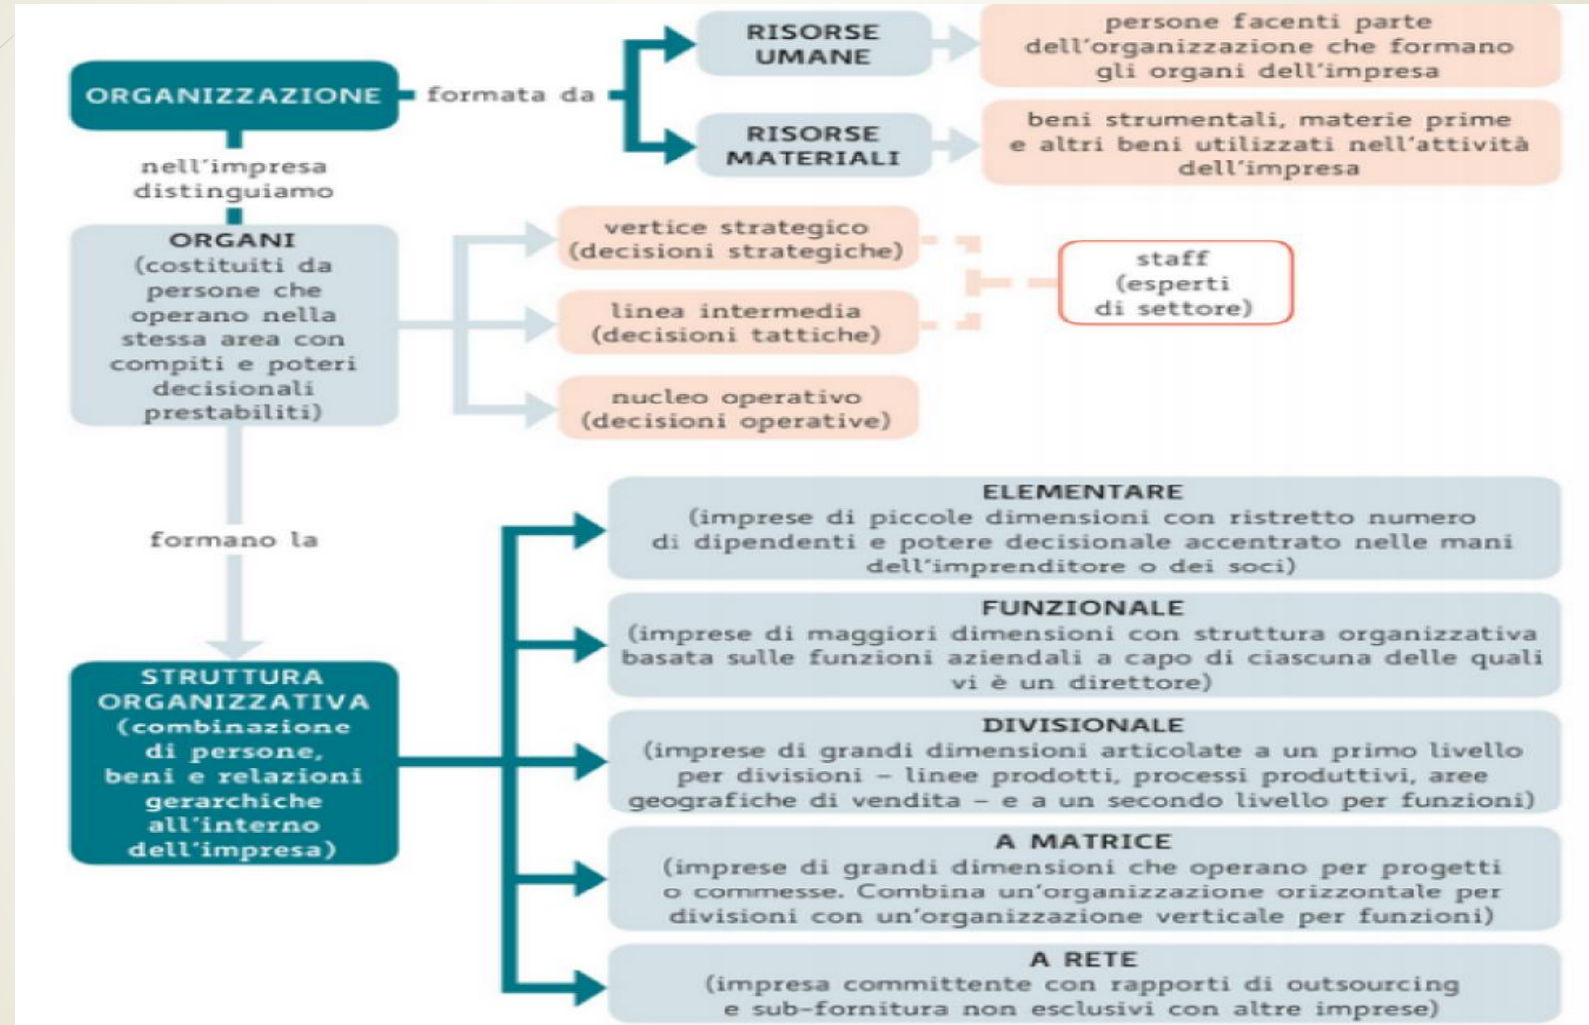 ORGANIZZAZIONE
formata da
RISORSE
UMANE
persone facenti parte
dell'organizzazione che formano
gli organi dell'impresa
RISORSE
MATERIALI
beni strumentali, materie prime
e altri beni utilizzati nell'attività
dell'impresa
nell'impresa
distinguiamo
ORGANI
(costituiti da
persone che
operano nella
stessa area con
compiti e poteri
decisionali
prestabiliti)
vertice strategico
(decisioni strategiche)
linea intermedia
(decisioni tattiche)
nucleo operativo
(decisioni operative)
staff
(esperti
di settore)
formano la
STRUTTURA
ORGANIZZATIVA
(combinazione
di persone,
beni e relazioni
gerarchiche
all'interno
dell'impresa)
ELEMENTARE
(imprese di piccole dimensioni con ristretto numero
di dipendenti e potere decisionale accentrato nelle mani
dell'imprenditore o dei soci)
FUNZIONALE
(imprese di maggiori dimensioni con struttura organizzativa
basata sulle funzioni aziendali a capo di ciascuna delle quali
vi è un direttore)
DIVISIONALE
(imprese di grandi dimensioni articolate a un primo livello
per divisioni – linee prodotti, processi produttivi, aree
geografiche di vendita – e a un secondo livello per funzioni)
A MATRICE
(imprese di grandi dimensioni che operano per progetti
o commesse. Combina un'organizzazione orizzontale per
divisioni con un'organizzazione verticale per funzioni)
A RETE
(impresa committente con rapporti di outsourcing
e sub-fornitura non esclusivi con altre imprese)